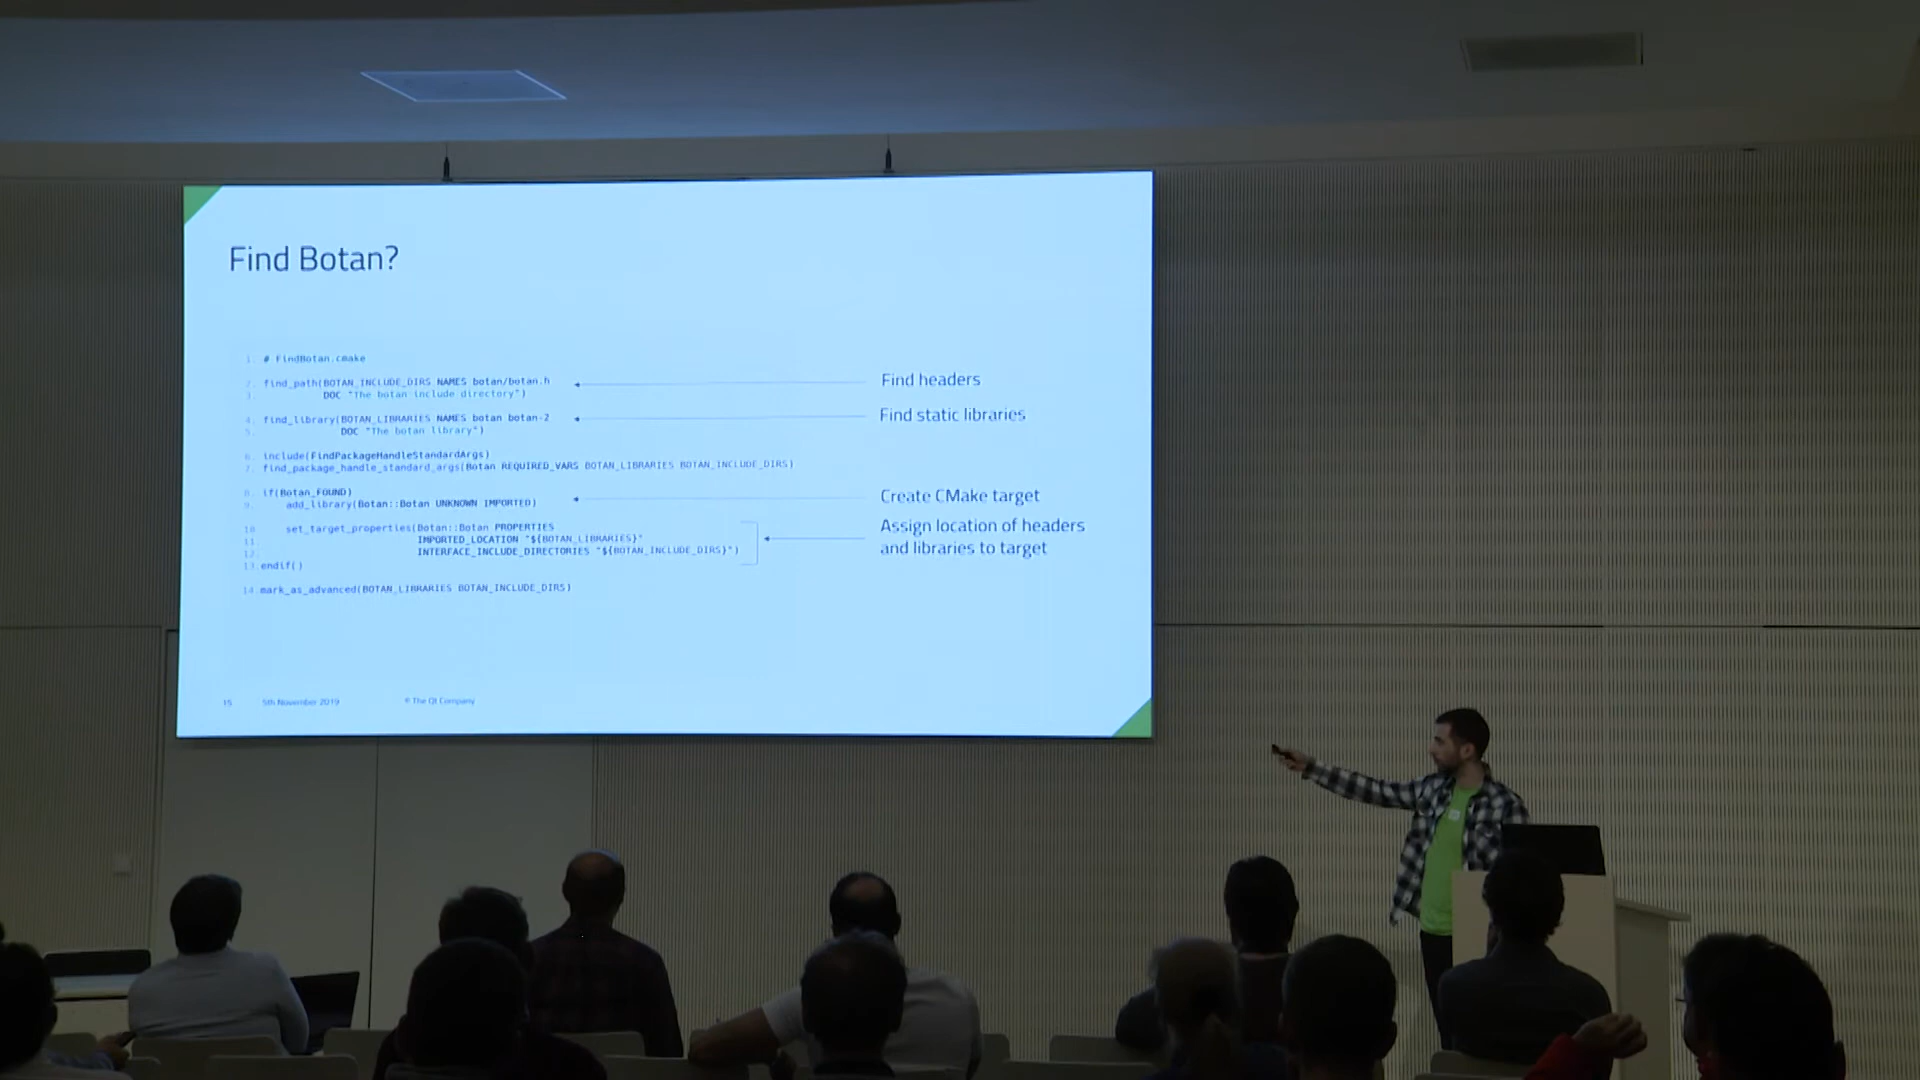 Find Botan?
1. # FindBotan.cmake
2. find_path(BOTAN_INCLUDE_DIRS NAMES botan/botan.h
3. DOC "The botan include directory")
4. find_library(BOTAN_LIBRARIES NAMES botan botan-2
5. DOC "The botan library")
6. include(FindPackageHandleStandardArgs)
7. find_package_handle_standard_args(Botan REQUIRED_VARS BOTAN_LIBRARIES BOTAN_INCLUDE_DIRS)
8. if(Botan_FOUND)
9. add_library(Botan::Botan UNKNOWN IMPORTED)
10. set_target_properties(Botan::Botan PROPERTIES
11. IMPORTED_LOCATION "${BOTAN_LIBRARIES}"
12. INTERFACE_INCLUDE_DIRECTORIES "${BOTAN_INCLUDE_DIRS}")
13. endif()
14. mark_as_advanced(BOTAN_LIBRARIES BOTAN_INCLUDE_DIRS)
Find headers
Find static libraries
Create CMake target
Assign location of headers
and libraries to target
15 5th November 2019 © The Qt Company